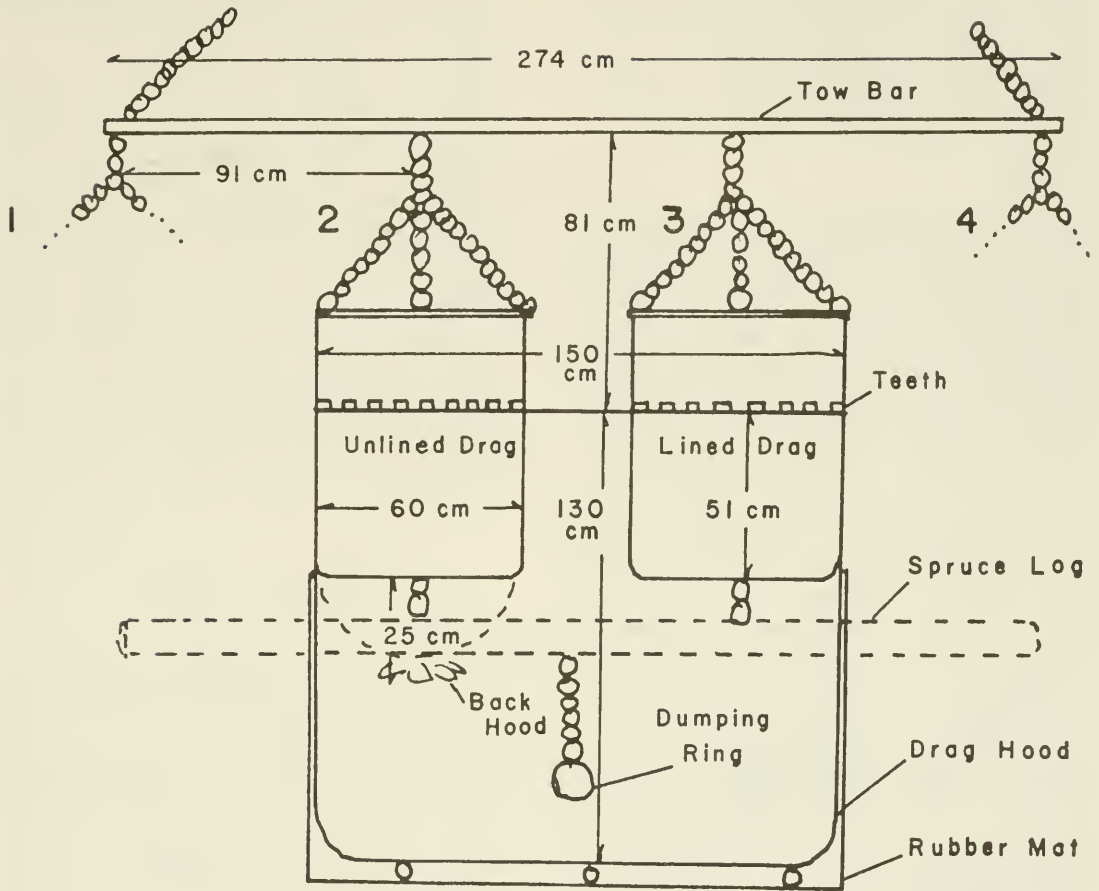 274 cm
Tow Bar
91 cm
1
2
81 cm
3
4
150
cm
Teeth
Unlined Drag
Lined Drag
60 cm
130
cm
51 cm
Spruce Log
25 cm
Back
Hood
Dumping
Ring
Drag Hood
Rubber Mat